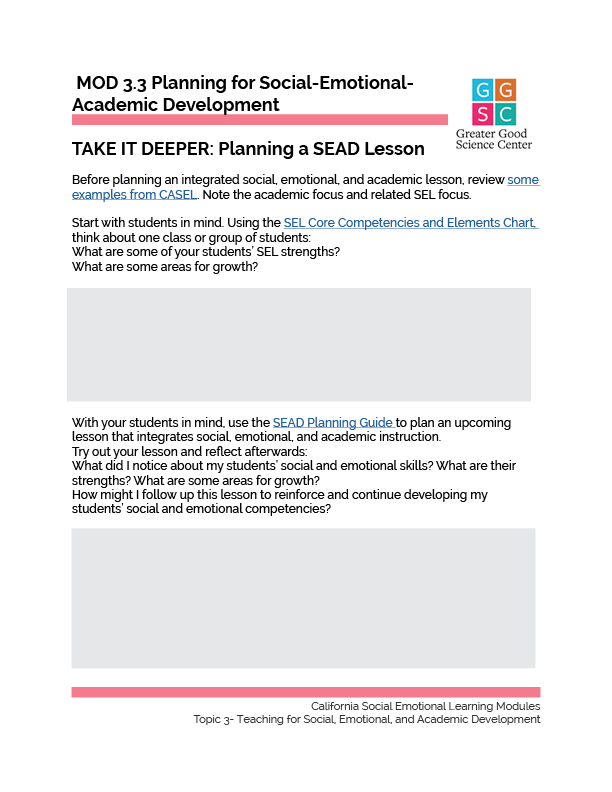 MOD 3.3 Planning for Social-Emotional-
Academic Development
G G
S C
Greater Good
Science Center
TAKE IT DEEPER: Planning a SEAD Lesson
Before planning an integrated social, emotional, and academic lesson, review some
examples from CASEL. Note the academic focus and related SEL focus.
Start with students in mind. Using the SEL Core Competencies and Elements Chart,
think about one class or group of students:
What are some of your students’ SEL strengths?
What are some areas for growth?
With your students in mind, use the SEAD Planning Guide to plan an upcoming
lesson that integrates social, emotional, and academic instruction.
Try out your lesson and reflect afterwards:
What did I notice about my students’ social and emotional skills? What are their
strengths? What are some areas for growth?
How might I follow up this lesson to reinforce and continue developing my
students’ social and emotional competencies?
California Social Emotional Learning Modules
Topic 3- Teaching for Social, Emotional, and Academic Development